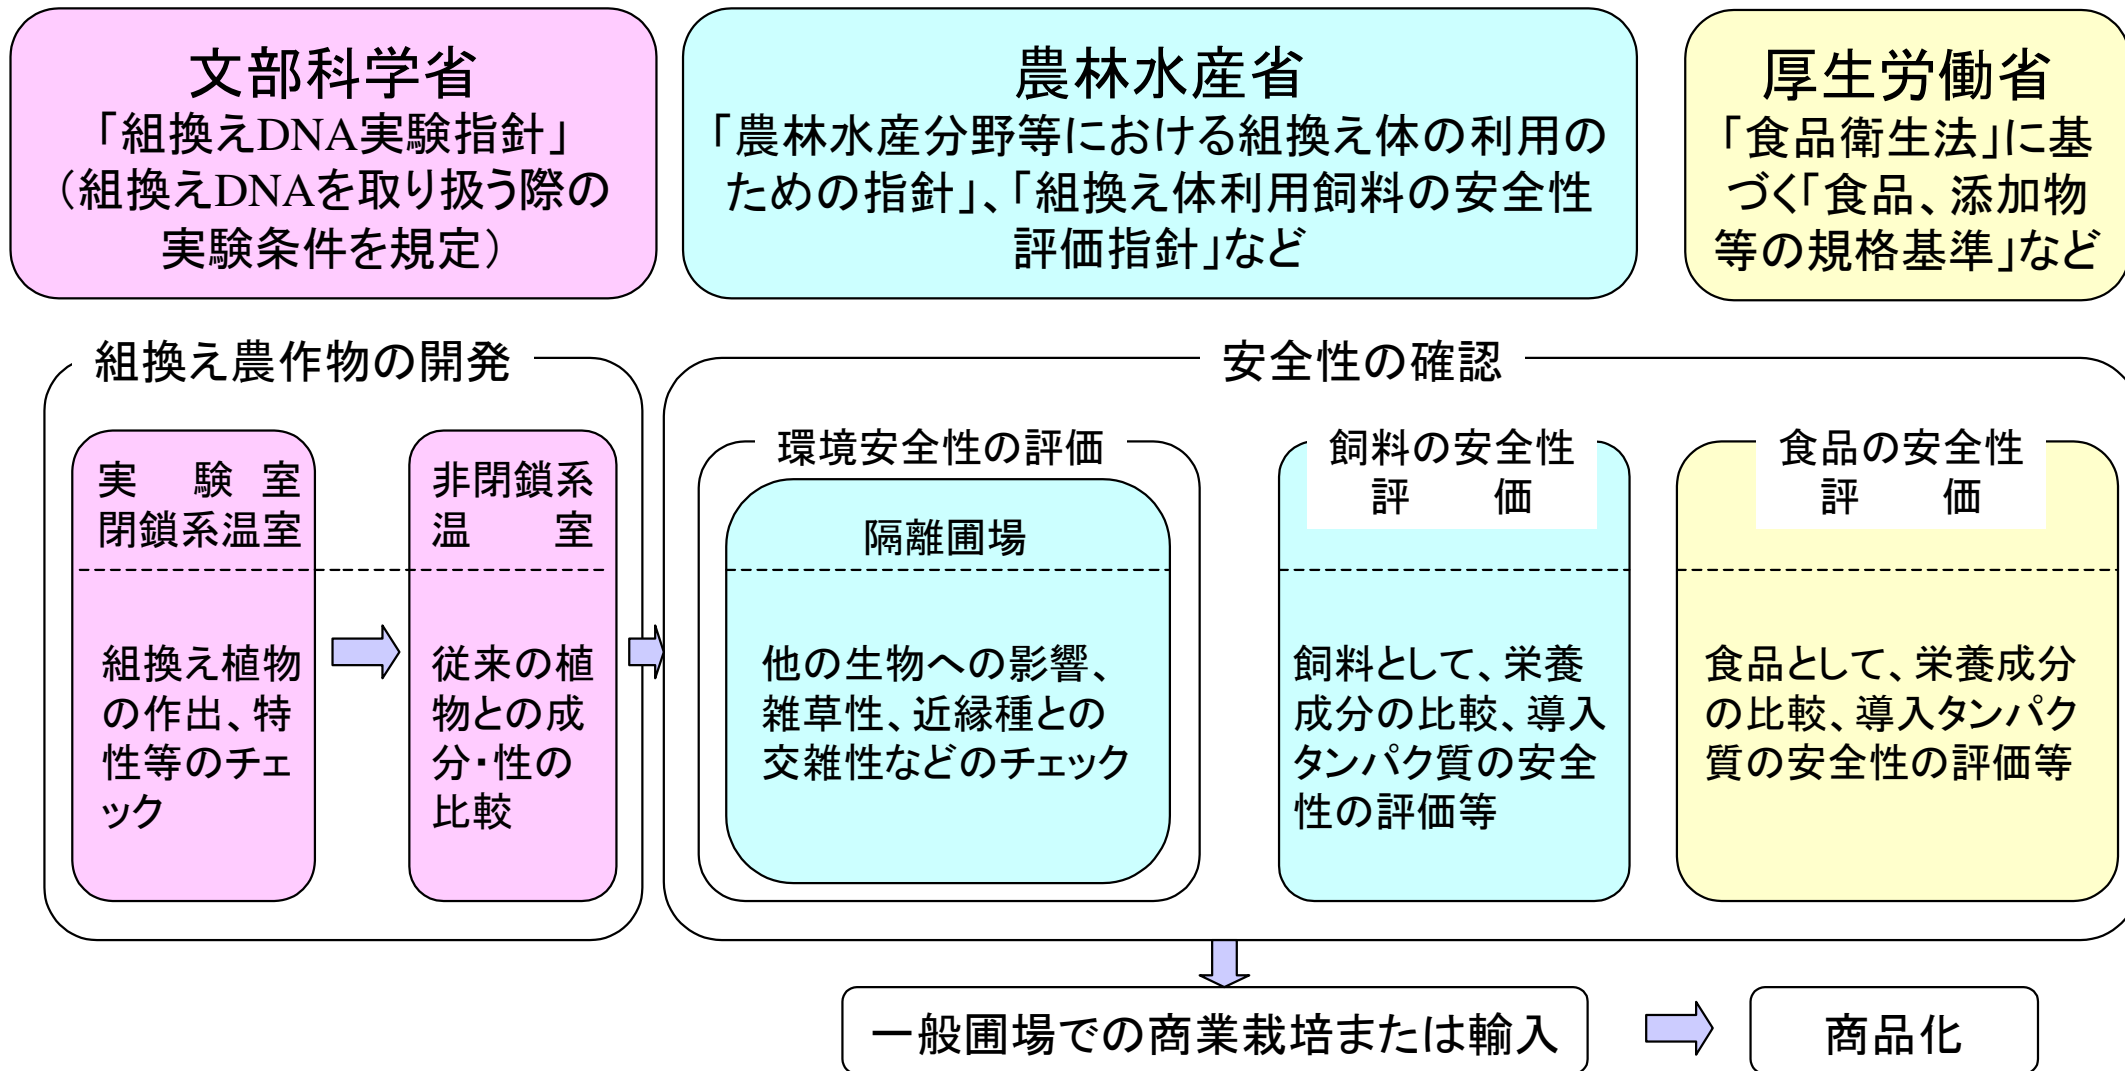 文部科学省
「組換えDNA実験指針」
（組換えDNAを取り扱う際の
実験条件を規定）
農林水産省
「農林水産分野等における組換え体の利用の
ための指針」、「組換え体利用飼料の安全性
評価指針」など
厚生労働省
「食品衛生法」に基
づく「食品、添加物
等の規格基準」など
組換え農作物の開発
実 験 室
閉鎖系温室
組換え植物
の作出、特
性等のチェ
ック
非閉鎖系
温 室
従来の植
物との成
分・性の
比較
安全性の確認
環境安全性の評価
隔離圃場
他の生物への影響、
雑草性、近縁種との
交雑性などのチェック
飼料の安全性
評 価
飼料として、栄養
成分の比較、導入
タンパク質の安全
性の評価等
食品の安全性
評 価
食品として、栄養成分
の比較、導入タンパク
質の安全性の評価等
一般圃場での商業栽培または輸入
商品化